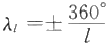 λ_l = ± 360° / l